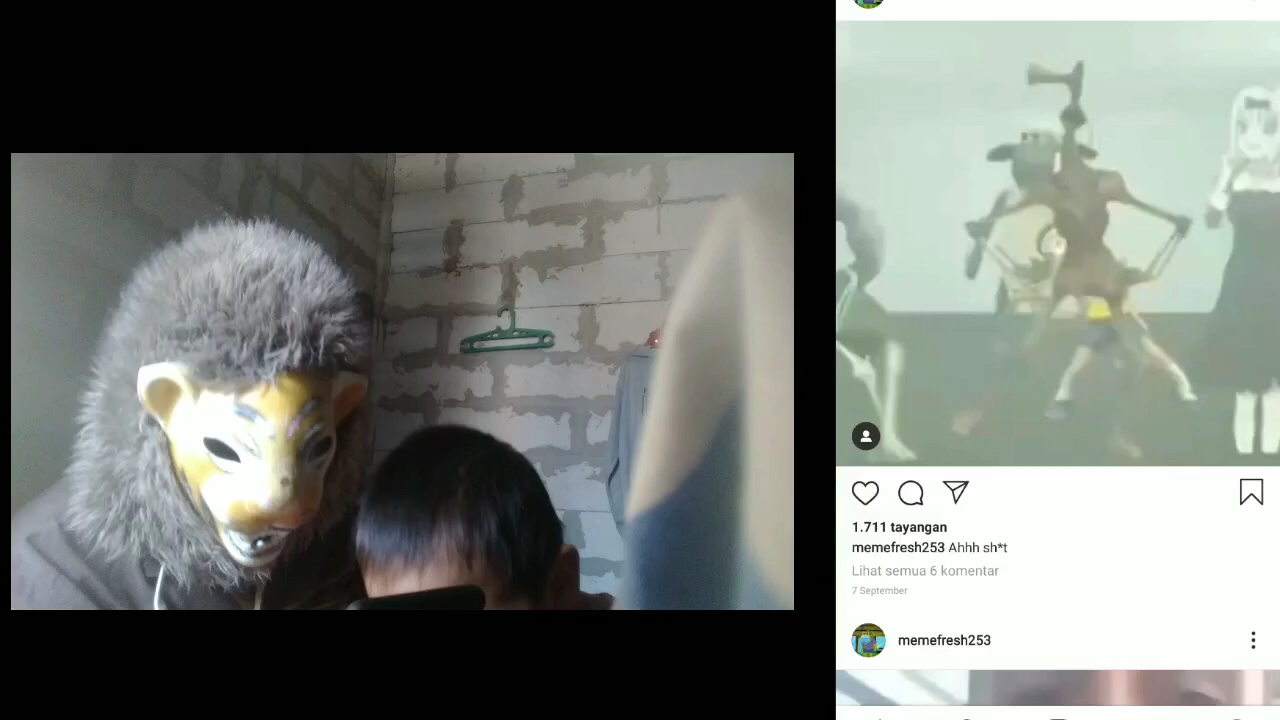 1.711 tayangan
memefresh253 Ahhh sh*t
Lihat semua 6 komentar
7 September
memefresh253